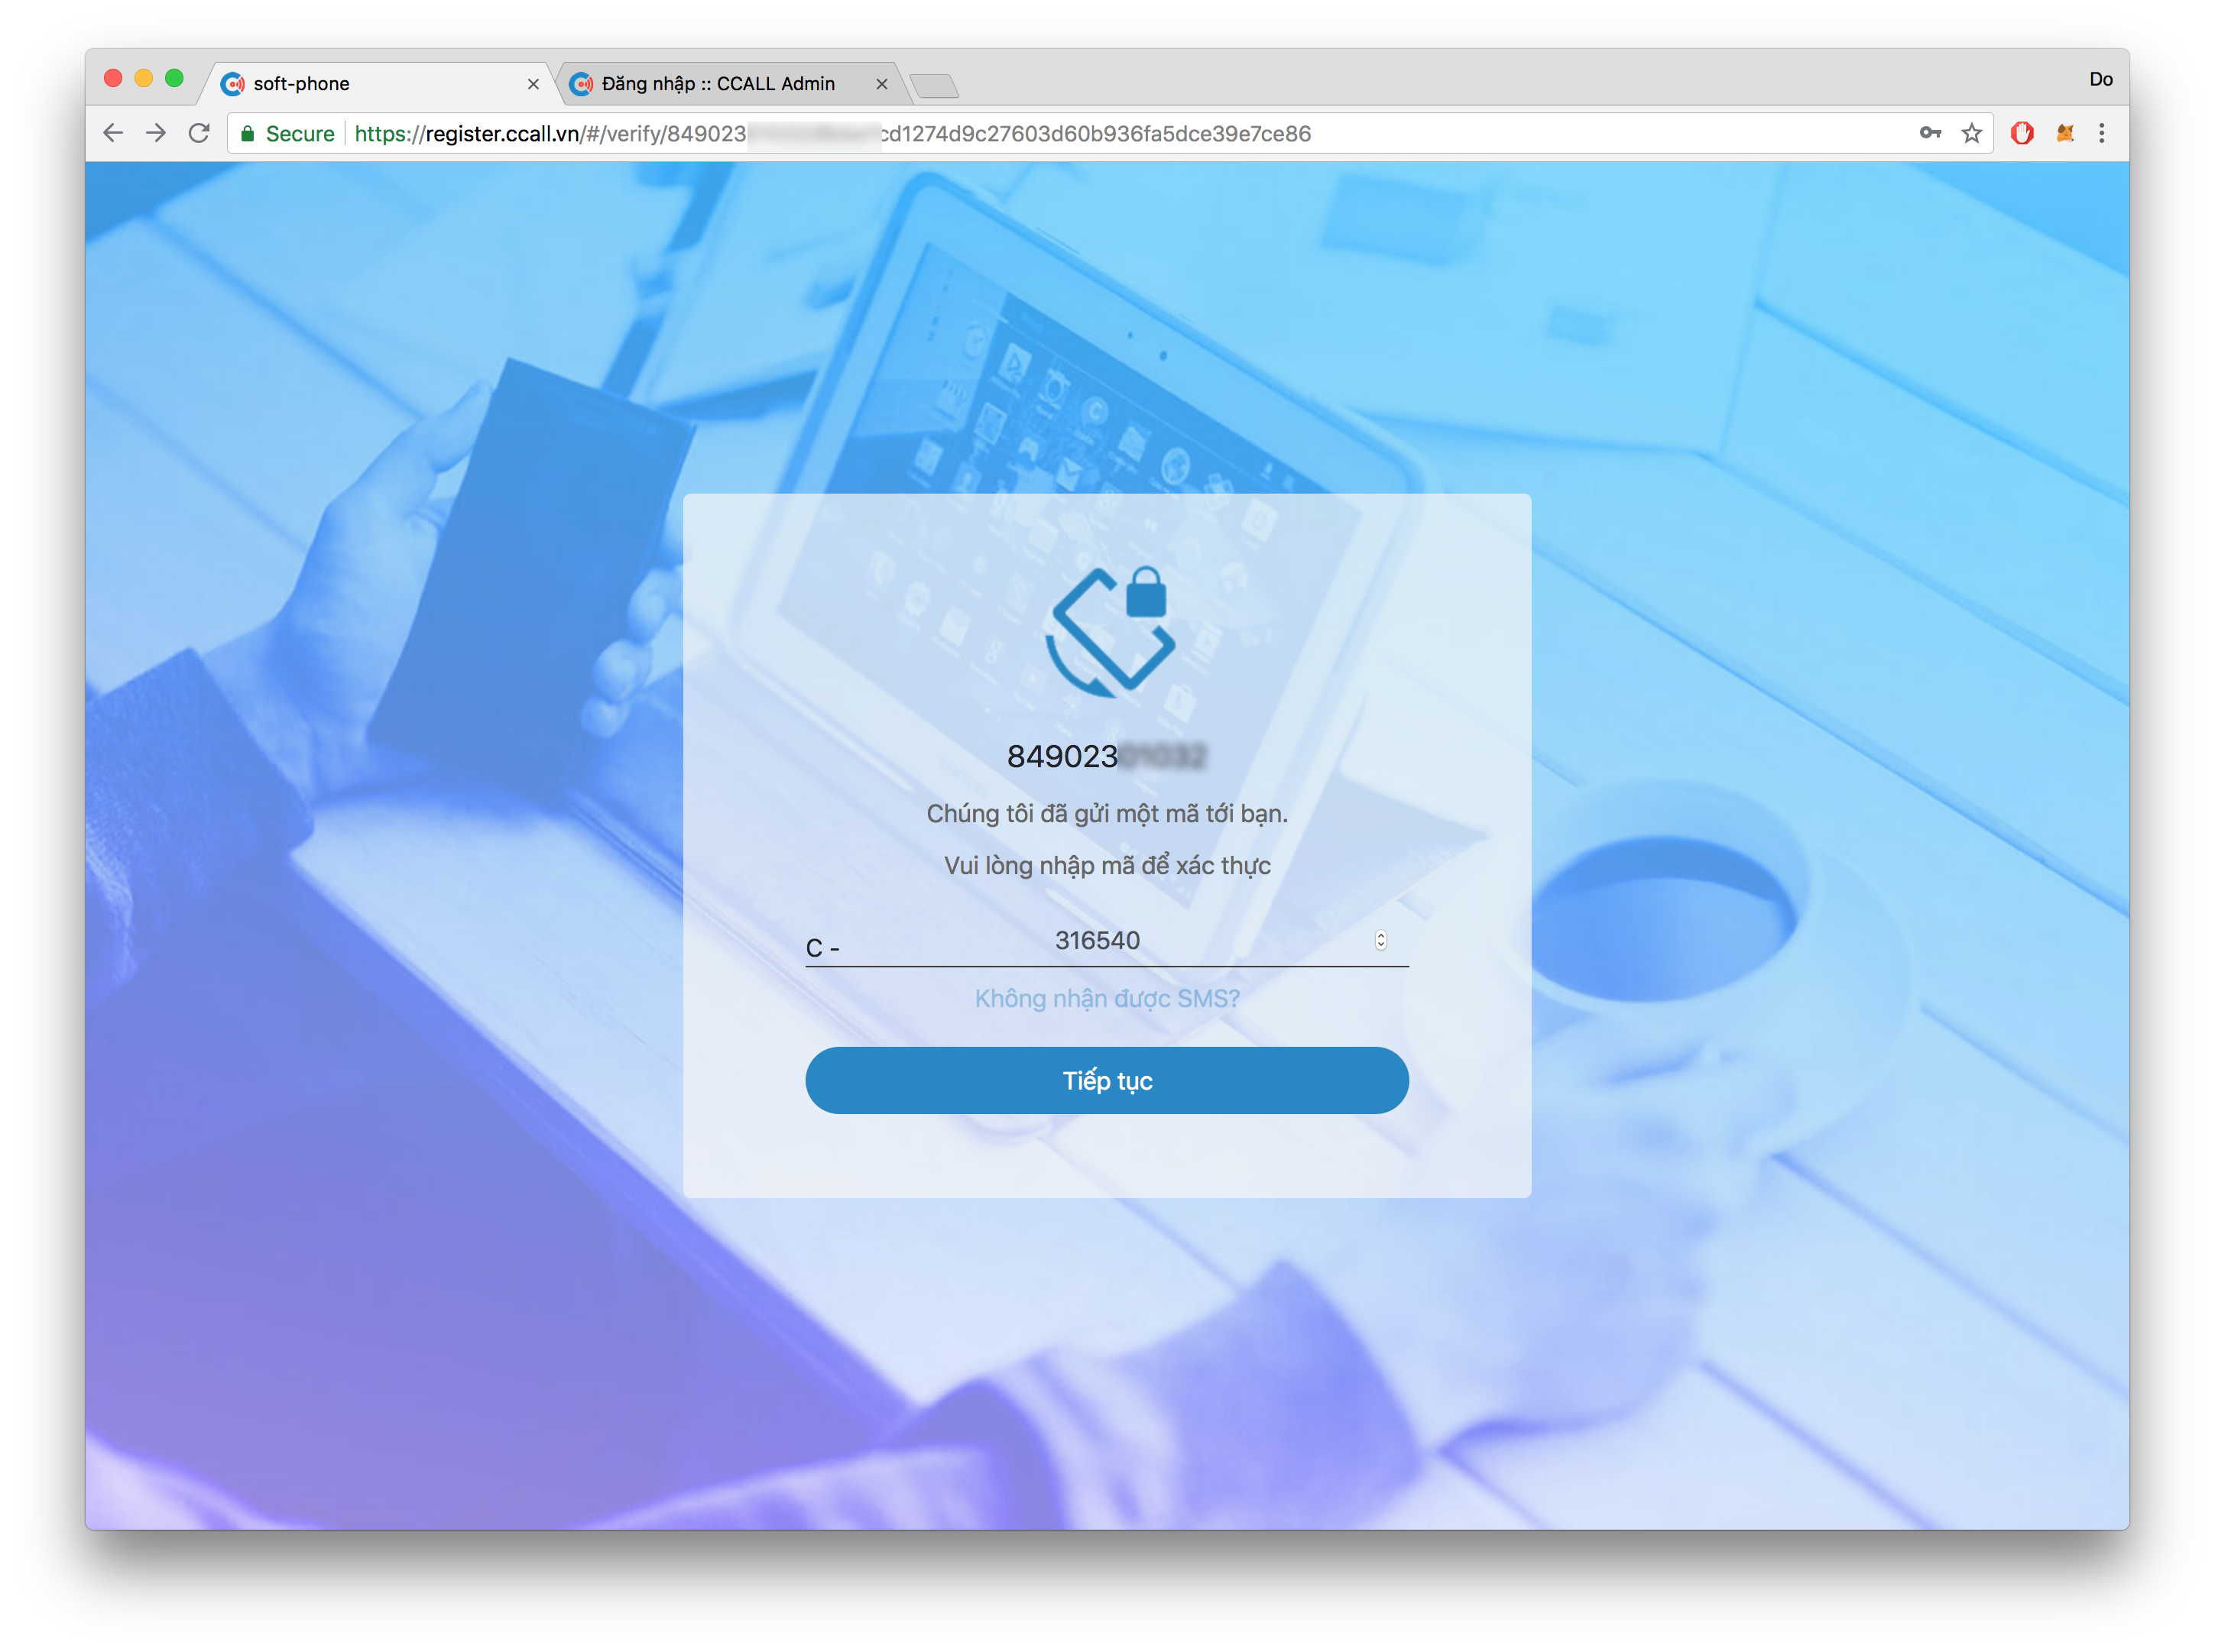 soft-phone
Đăng nhập :: CCALL Admin
Do
Secure
https://register.ccall.vn/#/verify/849023 cd1274d9c27603d60b936fa5dce39e7ce86
849023
Chúng tôi đã gửi một mã tới bạn.
Vui lòng nhập mã để xác thực
C - 316540
Không nhận được SMS?
Tiếp tục